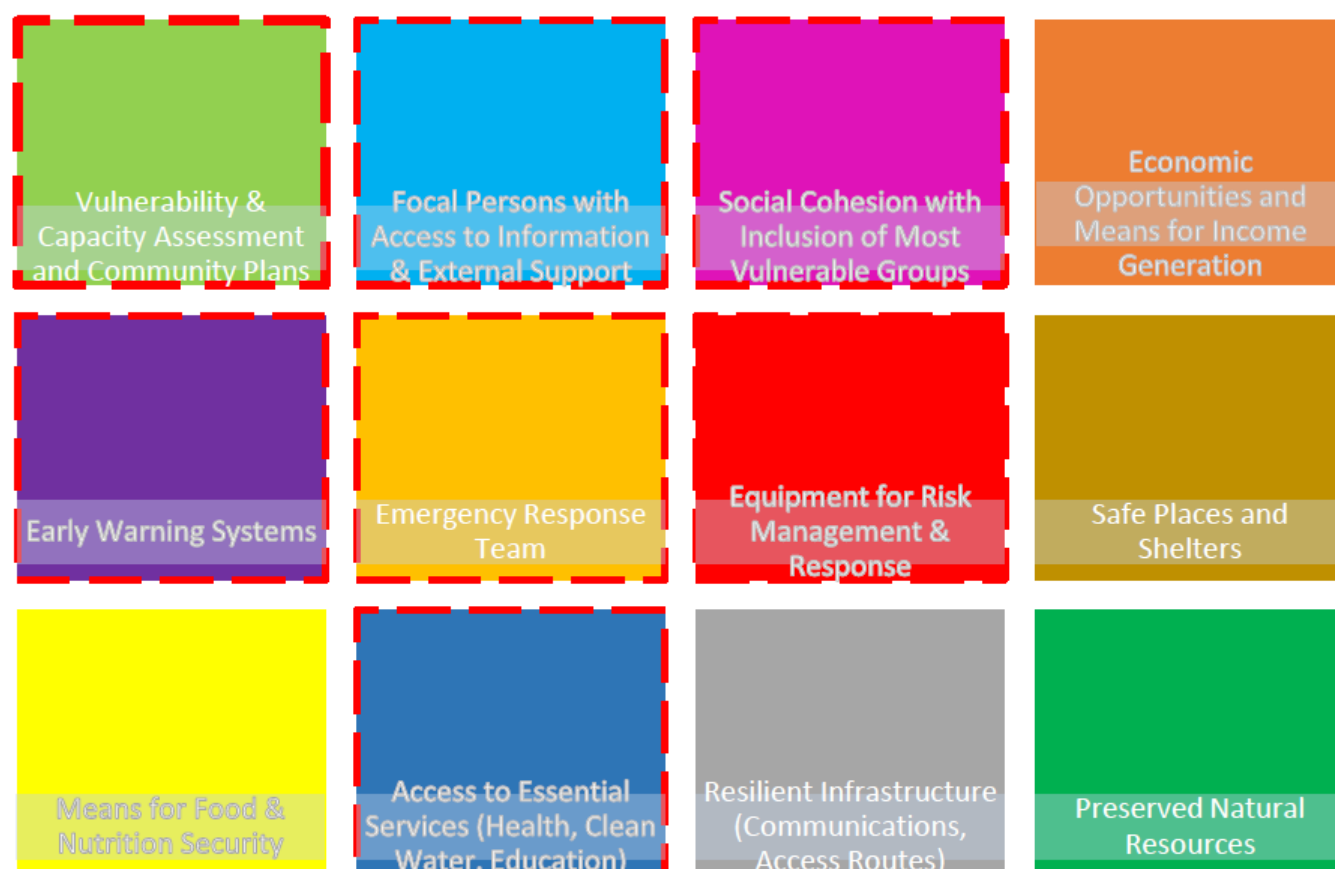 Vulnerability &
Capacity Assessment
and Community Plans
Focal Persons with
Access to Information
& External Support
Social Cohesion with
Inclusion of Most
Vulnerable Groups
Economic
Opportunities and
Means for Income
Generation
Early Warning Systems
Emergency Response
Team
Equipment for Risk
Management &
Response
Safe Places and
Shelters
Means for Food &
Nutrition Security
Access to Essential
Services (Health, Clean
Water, Education)
Resilient Infrastructure
(Communications,
Access Routes)
Preserved Natural
Resources